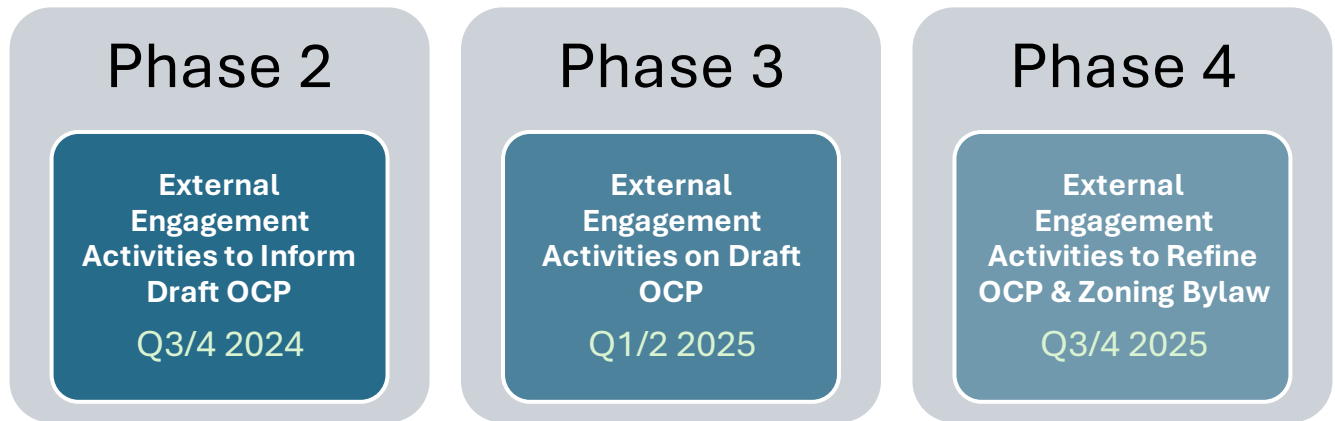 Phase 2
External
Engagement
Activities to Inform
Draft OCP
Q3/4 2024
Phase 3
External
Engagement
Activities on Draft
OCP
Q1/2 2025
Phase 4
External
Engagement
Activities to Refine
OCP & Zoning Bylaw
Q3/4 2025